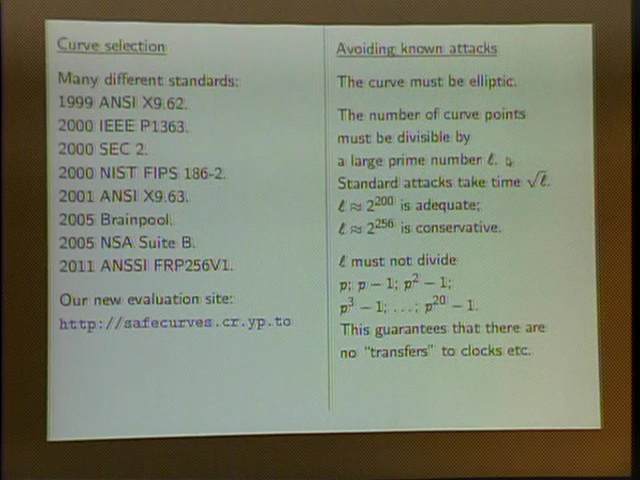 Curve selection
Many different standards:
1999 ANSI X9.62.
2000 IEEE P1363.
2000 SEC 2.
2000 NIST FIPS 186-2.
2001 ANSI X9.63.
2005 Brainpool.
2005 NSA Suite B.
2011 ANSSI FRP256V1.
Our new evaluation site:
http://safecurves.cr.yp.to
Avoiding known attacks
The curve must be elliptic.
The number of curve points
must be divisible by
a large prime number ℓ.
Standard attacks take time √ℓ.
ℓ ≈ 2^200 is adequate;
ℓ ≈ 2^256 is conservative.
ℓ must not divide
p; p − 1; p^2 − 1;
p^3 − 1; ...; p^20 − 1.
This guarantees that there are
no “transfers” to clocks etc.